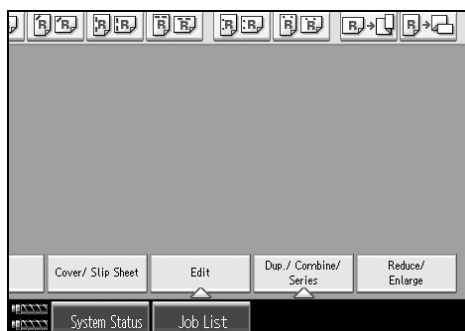 R R R R R R R R R R R R
Cover/ Slip Sheet
Edit
Dup./ Combine/
Series
Reduce/
Enlarge
System Status
Job List